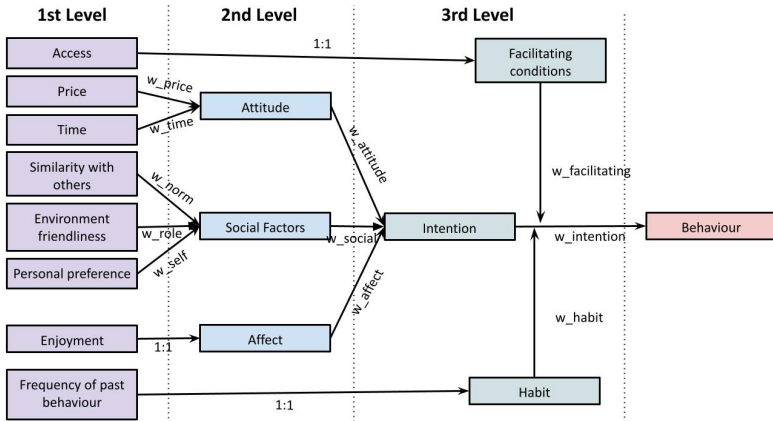 1st Level
2nd Level
3rd Level
Access
1:1
Facilitating
conditions
Price
w_price
Attitude
Time
w_time
w_attitude
Similarity with
others
w_norm
w_facilitating
Environment
friendliness
w_role
Social Factors
w_social
Intention
w_intention
Behaviour
Personal preference
w_self
w_affect
Enjoyment
1:1
Affect
w_habit
Frequency of past
behaviour
1:1
Habit